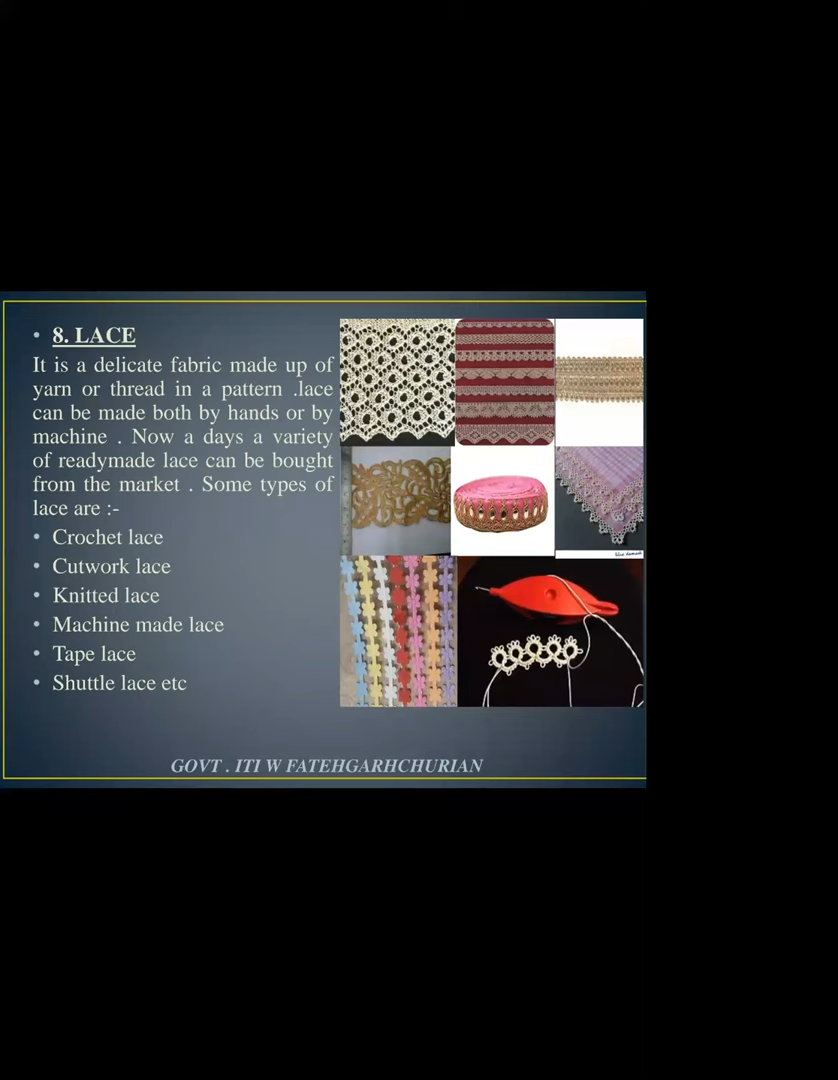 • 8. LACE
It is a delicate fabric made up of
yarn or thread in a pattern .lace
can be made both by hands or by
machine . Now a days a variety
of readymade lace can be bought
from the market . Some types of
lace are :-
• Crochet lace
• Cutwork lace
• Knitted lace
• Machine made lace
• Tape lace
• Shuttle lace etc
GOVT . ITI W FATEHGARHCHURIAN